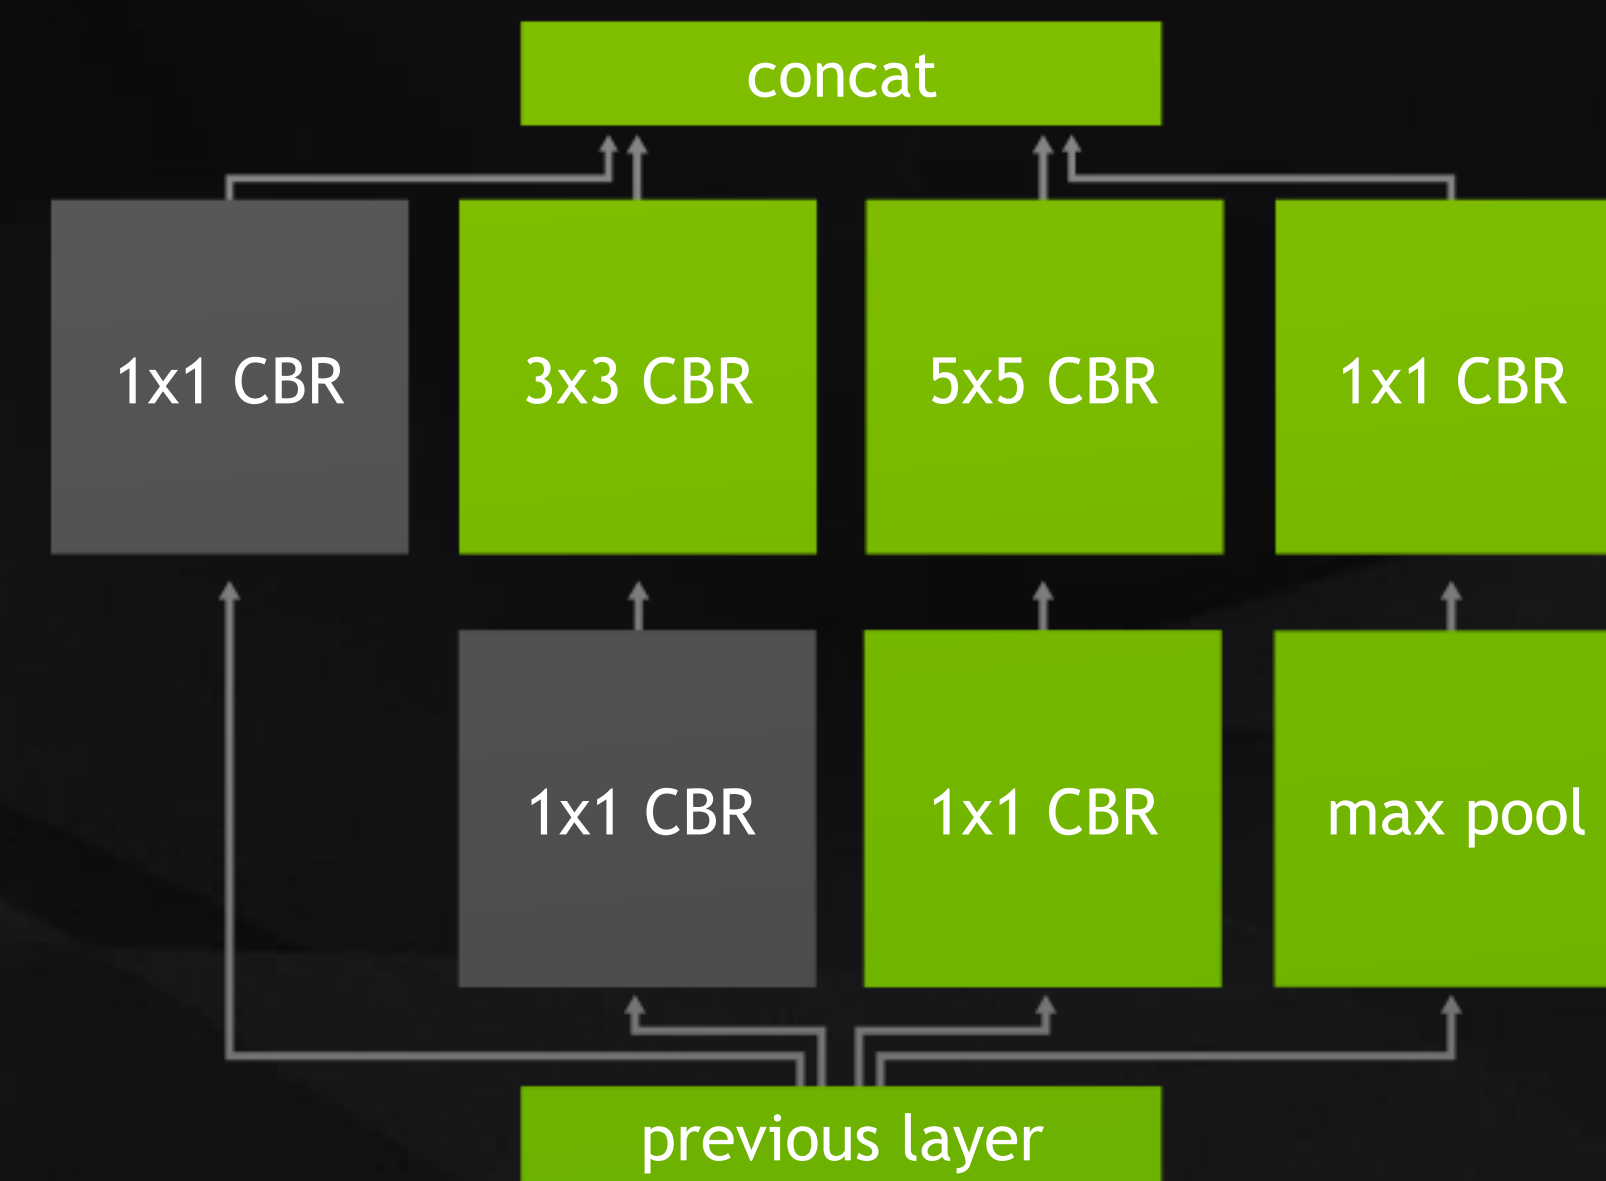 concat
1x1 CBR
3x3 CBR
5x5 CBR
1x1 CBR
1x1 CBR
1x1 CBR
max pool
previous layer